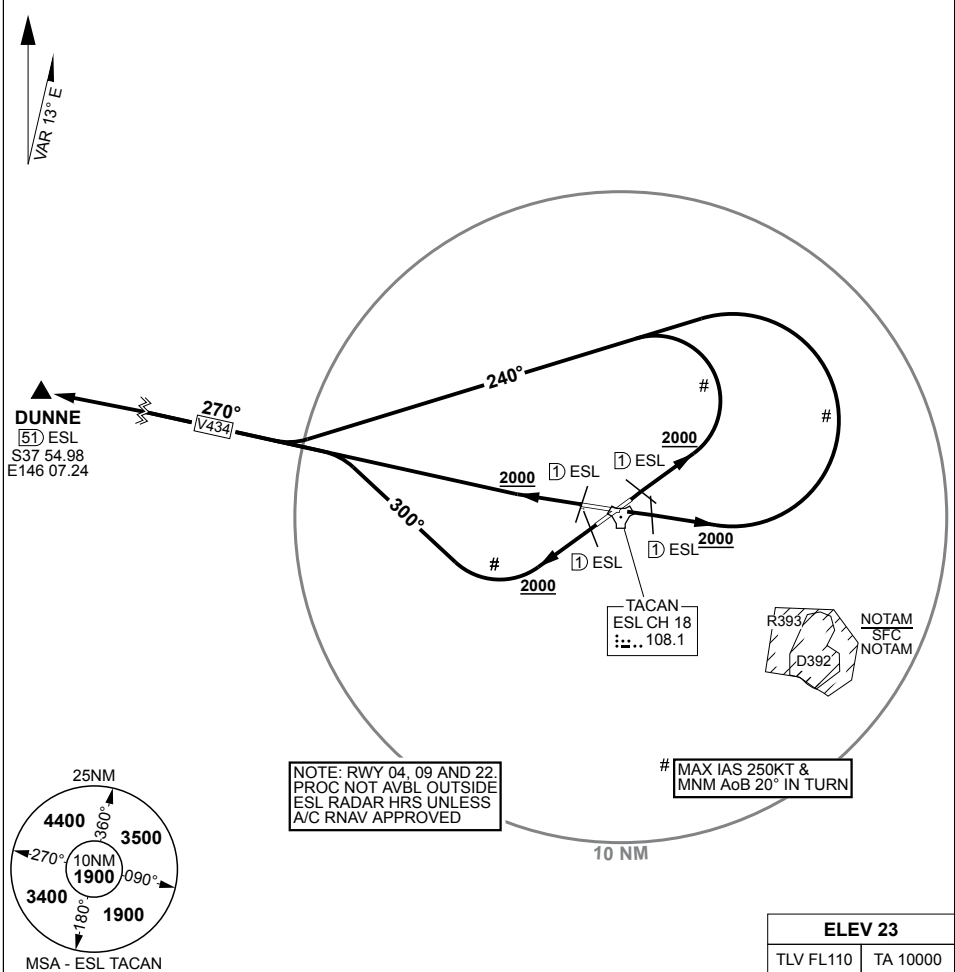 VAR 13° E
240°
#
#
DUNNE
51 ESL
S37 54.98
E146 07.24
270°
V434
2000
2000
1 ESL
1 ESL
300°
#
1 ESL
1 ESL
2000
2000
TACAN
ESL CH 18
108.1
R393
D392
NOTAM
SFC
NOTAM
NOTE: RWY 04, 09 AND 22.
PROC NOT AVBL OUTSIDE
ESL RADAR HRS UNLESS
A/C RNAV APPROVED
# MAX IAS 250KT &
MNM AoB 20° IN TURN
10 NM
25NM
4400
360°
3500
270°
10NM
1900
090°
3400
180°
1900
MSA - ESL TACAN
ELEV 23
TLV FL110 TA 10000